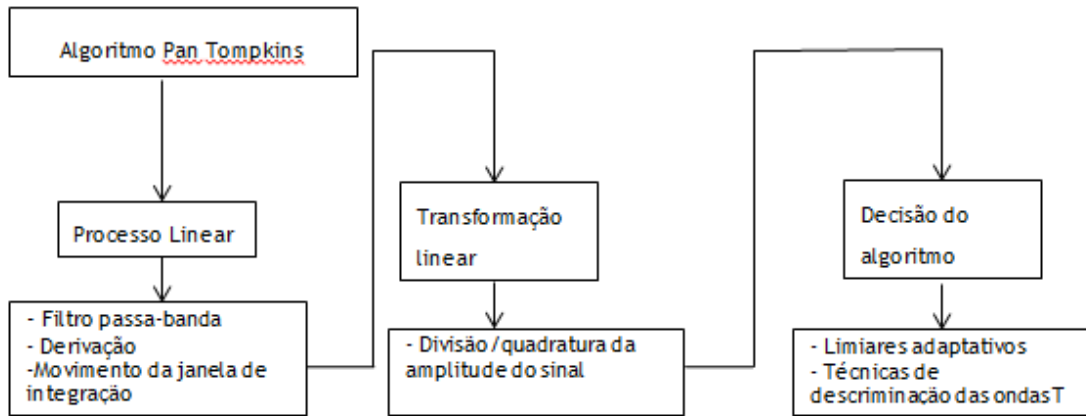 Algoritmo Pan Tompkins
Processo Linear
- Filtro passa-banda
- Derivação
-Movimento da janela de
integração
Transformação
linear
- Divisão/quadratura da
amplitude do sinal
Decisão do
algoritmo
- Limiares adaptativos
- Técnicas de
descriminação das ondas T